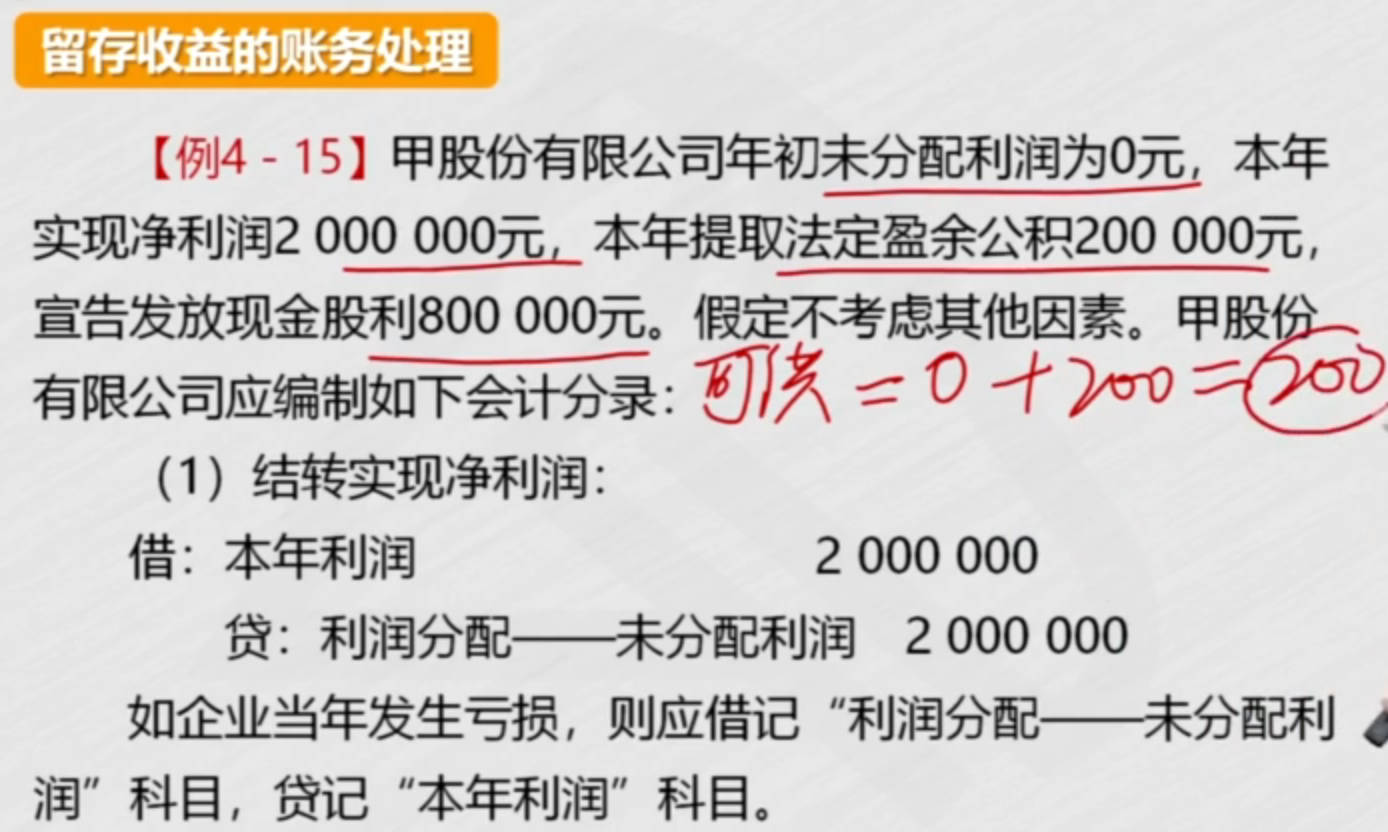 留存收益的账务处理
【例4-15】甲股份有限公司年初未分配利润为0元，本年
实现净利润2 000 000元，本年提取法定盈余公积200 000元，
宣告发放现金股利800 000元。假定不考虑其他因素。甲股份
有限公司应编制如下会计分录：
可供=0+200=200
（1）结转实现净利润：
借：本年利润 2 000 000
贷：利润分配——未分配利润 2 000 000
如企业当年发生亏损，则应借记“利润分配——未分配利
润”科目，贷记“本年利润”科目。